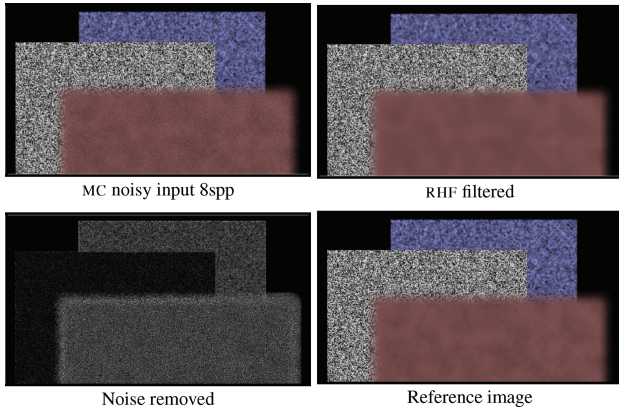 MC noisy input 8spp
RHF filtered
Noise removed
Reference image